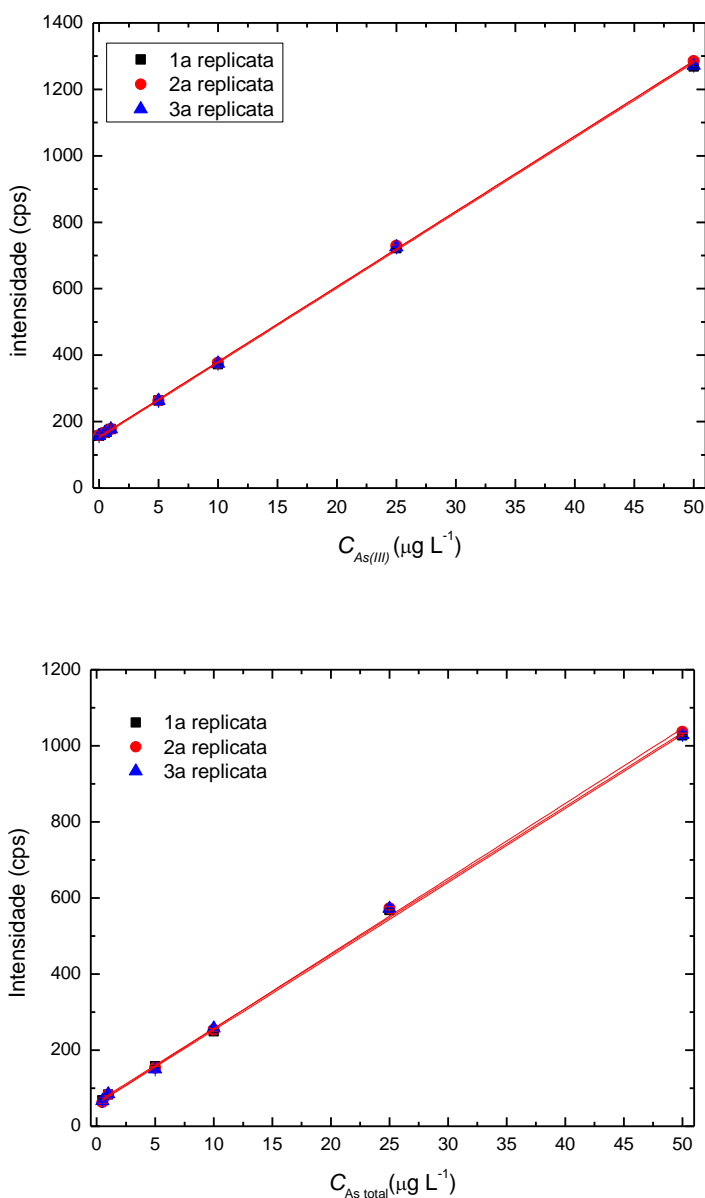 1400
1200
1000
800
600
400
200
0
intensidade (cps)
1a replicata
2a replicata
3a replicata
0 5 10 15 20 25 30 35 40 45 50
C As(III) (μg L-1)
1200
1000
800
600
400
200
0
Intensidade (cps)
1a replicata
2a replicata
3a replicata
0 5 10 15 20 25 30 35 40 45 50
C As total (μg L-1)